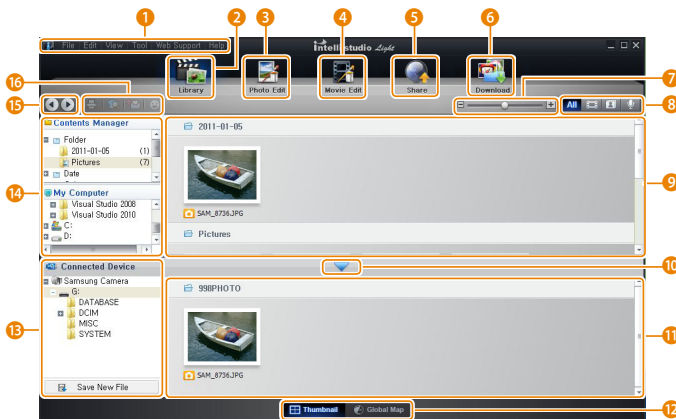 1
2
3
4
5
6
File Edit View Tool Web Support Help
intelli studio Light
16
Library
Photo Edit
Movie Edit
Share
Download
7
15
All
8
Contents Manager
Folder
2011-01-05 (1)
Pictures (7)
Date
My Computer
Visual Studio 2008
Visual Studio 2010
C:
D:
14
2011-01-05
SAM_8736.JPG
Pictures
9
Connected Device
10
Samsung Camera
G:
DATABASE
DCIM
MISC
SYSTEM
13
Save New File
998PHOTO
SAM_8736.JPG
11
Thumbnail
Global Map
12